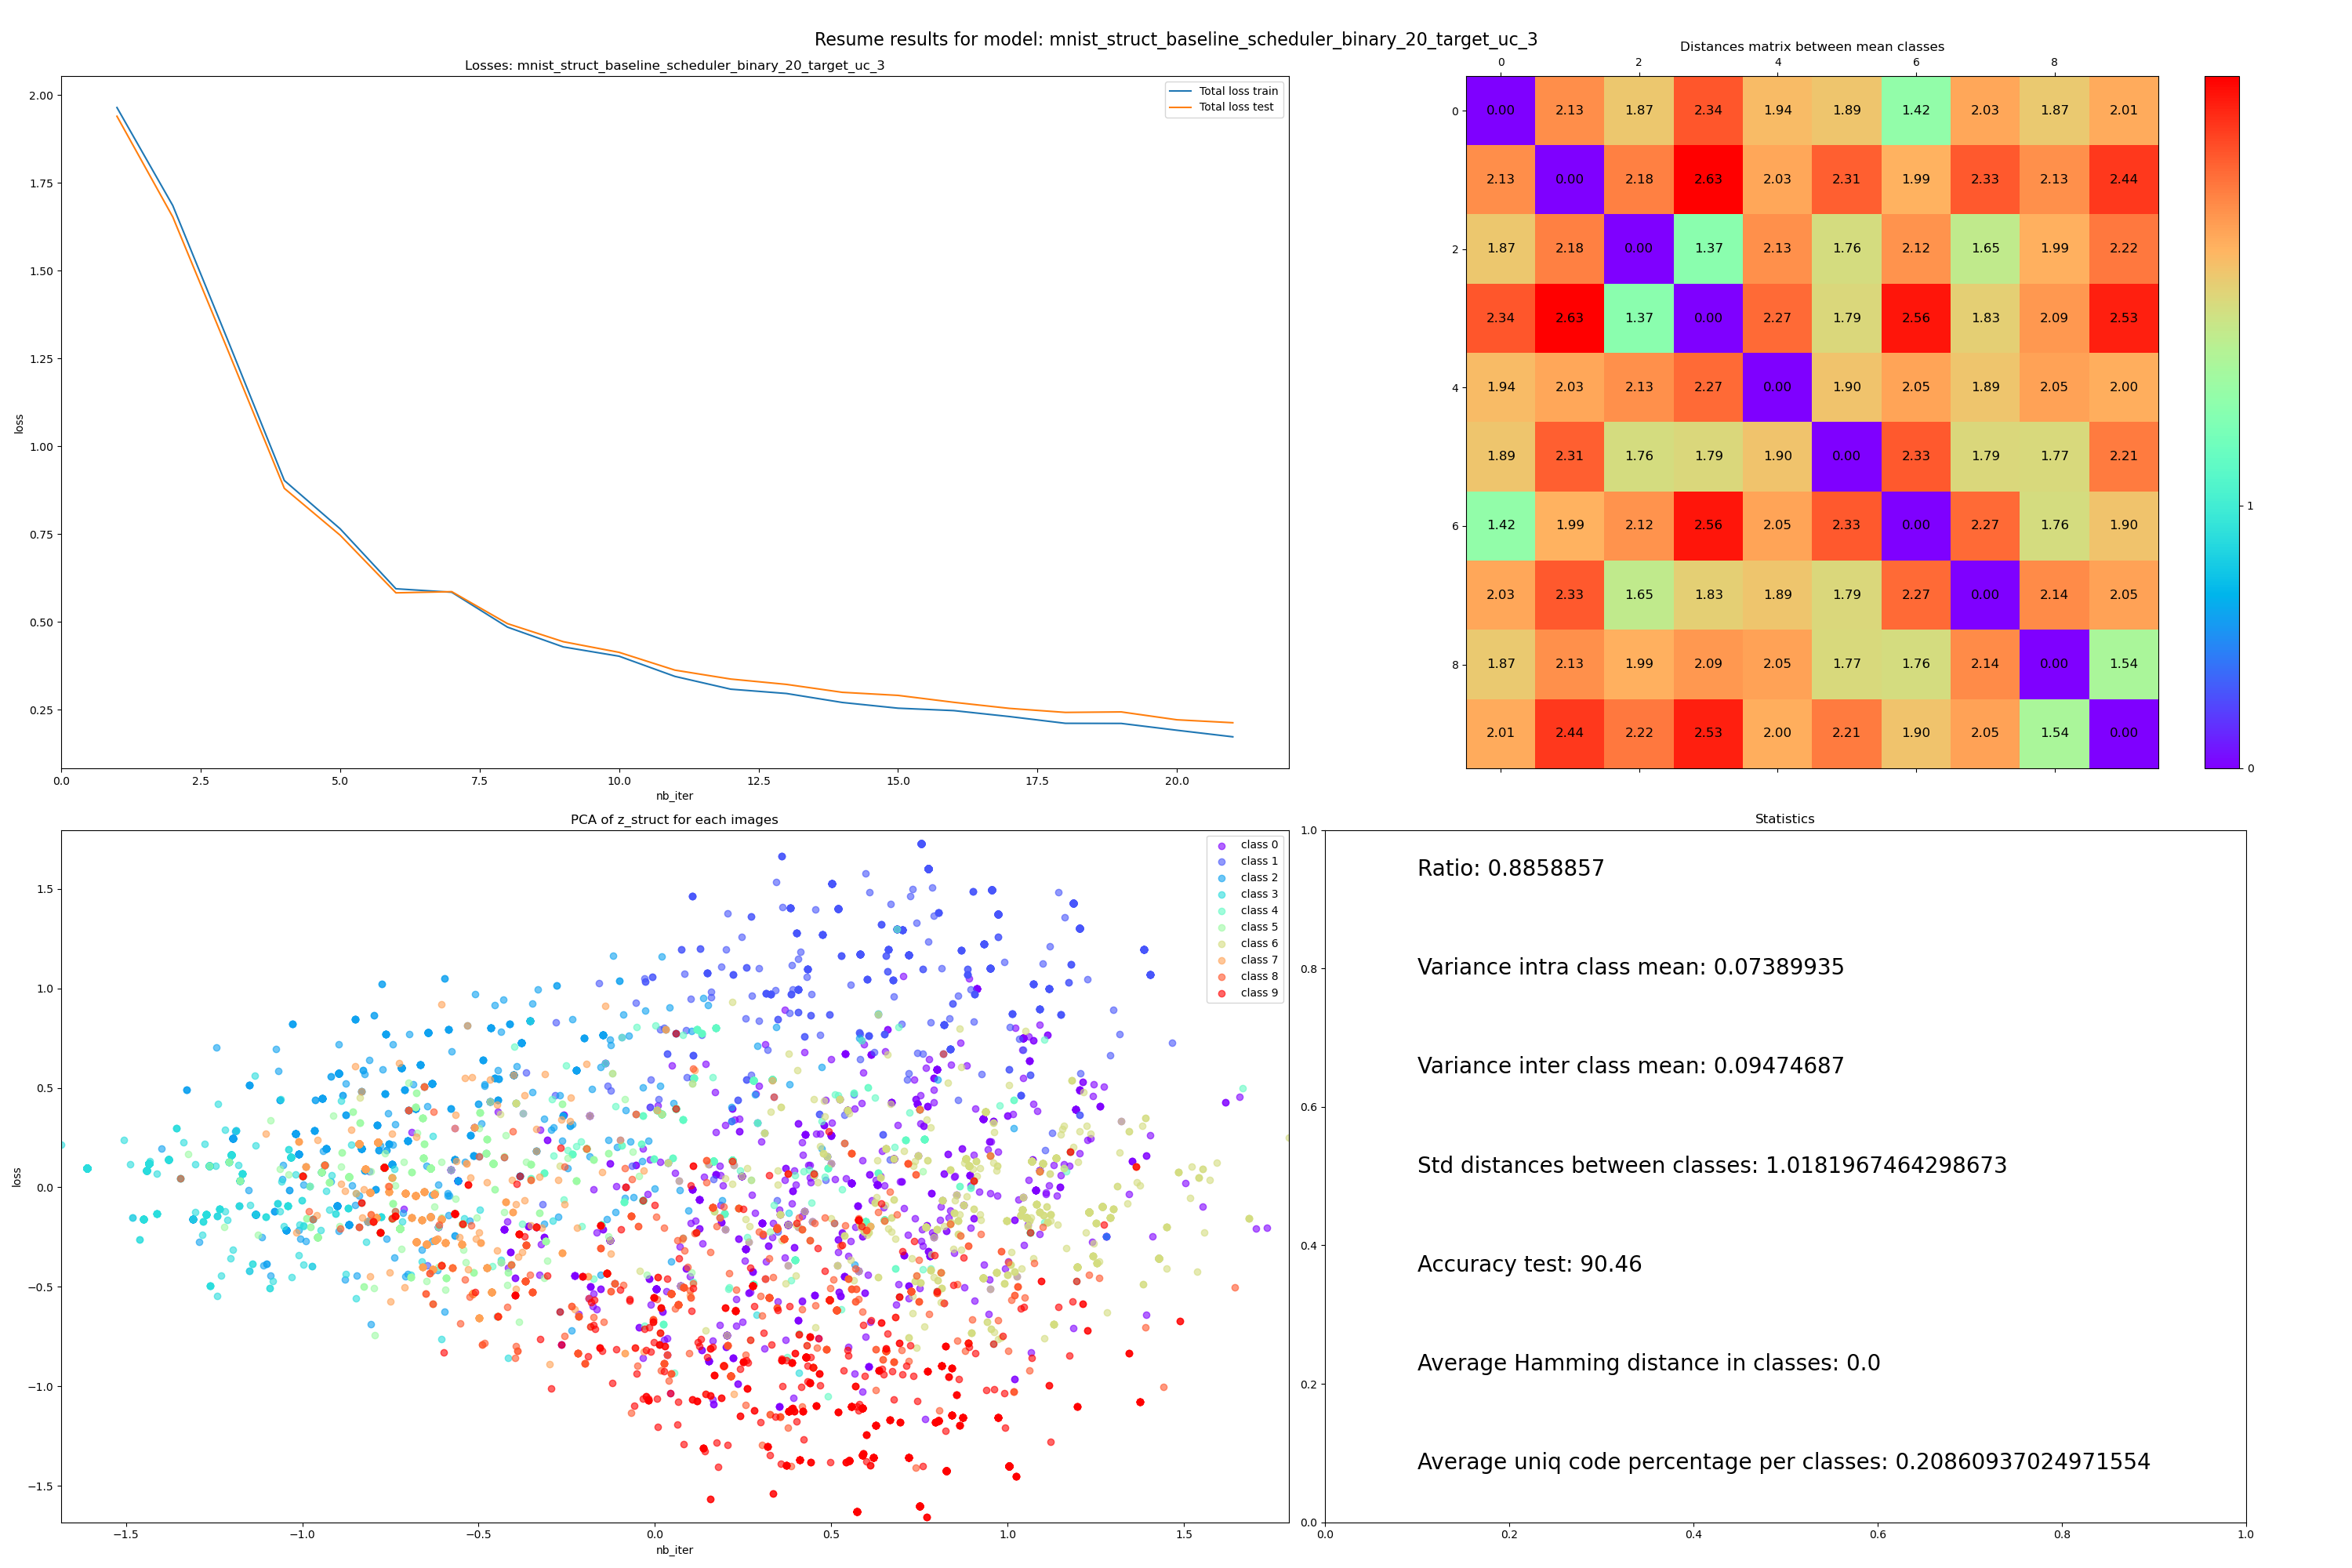 Resume results for model: mnist_struct_baseline_scheduler_binary_20_target_uc_3
Losses: mnist_struct_baseline_scheduler_binary_20_target_uc_3
Total loss train
Total loss test
2.00
1.75
1.50
1.25
1.00
0.75
0.50
0.25
loss
0.0 2.5 5.0 7.5 10.0 12.5 15.0 17.5 20.0
nb_iter
Distances matrix between mean classes
0 2 4 6 8
0 0.00 2.13 1.87 2.34 1.94 1.89 1.42 2.03 1.87 2.01
2.13 0.00 2.18 2.63 2.03 2.31 1.99 2.33 2.13 2.44
2 1.87 2.18 0.00 1.37 2.13 1.76 2.12 1.65 1.99 2.22
2.34 2.63 1.37 0.00 2.27 1.79 2.56 1.83 2.09 2.53
4 1.94 2.03 2.13 2.27 0.00 1.90 2.05 1.89 2.05 2.00
1.89 2.31 1.76 1.79 1.90 0.00 2.33 1.79 1.77 2.21
6 1.42 1.99 2.12 2.56 2.05 2.33 0.00 2.27 1.76 1.90
2.03 2.33 1.65 1.83 1.89 1.79 2.27 0.00 2.14 2.05
8 1.87 2.13 1.99 2.09 2.05 1.77 1.76 2.14 0.00 1.54
2.01 2.44 2.22 2.53 2.00 2.21 1.90 2.05 1.54 0.00
1
0
PCA of z_struct for each images
class 0
class 1
class 2
class 3
class 4
class 5
class 6
class 7
class 8
class 9
1.5
1.0
0.5
0.0
−0.5
−1.0
−1.5
loss
−1.5 −1.0 −0.5 0.0 0.5 1.0 1.5
nb_iter
Statistics
1.0
0.8
0.6
0.4
0.2
0.0
Ratio: 0.8858857
Variance intra class mean: 0.07389935
Variance inter class mean: 0.09474687
Std distances between classes: 1.0181967464298673
Accuracy test: 90.46
Average Hamming distance in classes: 0.0
Average uniq code percentage per classes: 0.20860937024971554
0.0 0.2 0.4 0.6 0.8 1.0